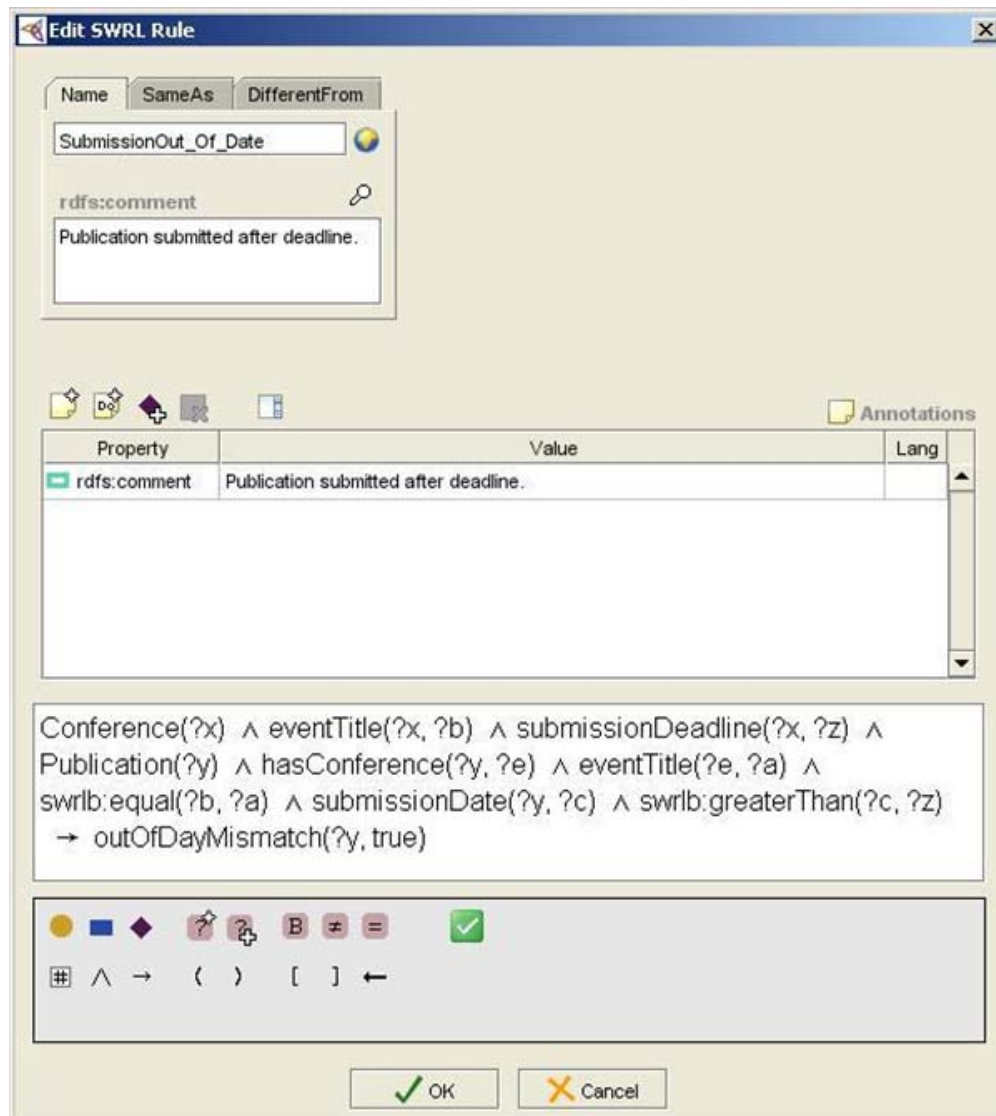 Edit SWRL Rule
Name SameAs DifferentFrom
SubmissionOut_Of_Date
rdfs:comment
Publication submitted after deadline.
Annotations
Property Value Lang
rdfs:comment Publication submitted after deadline.
Conference(?x) ∧ eventTitle(?x, ?b) ∧ submissionDeadline(?x, ?z) ∧
Publication(?y) ∧ hasConference(?y, ?e) ∧ eventTitle(?e, ?a) ∧
swrlb:equal(?b, ?a) ∧ submissionDate(?y, ?c) ∧ swrlb:greaterThan(?c, ?z)
→ outOfDayMismatch(?y, true)
? ? B ≠ =
# ∧ → ( ) [ ] ←
OK Cancel